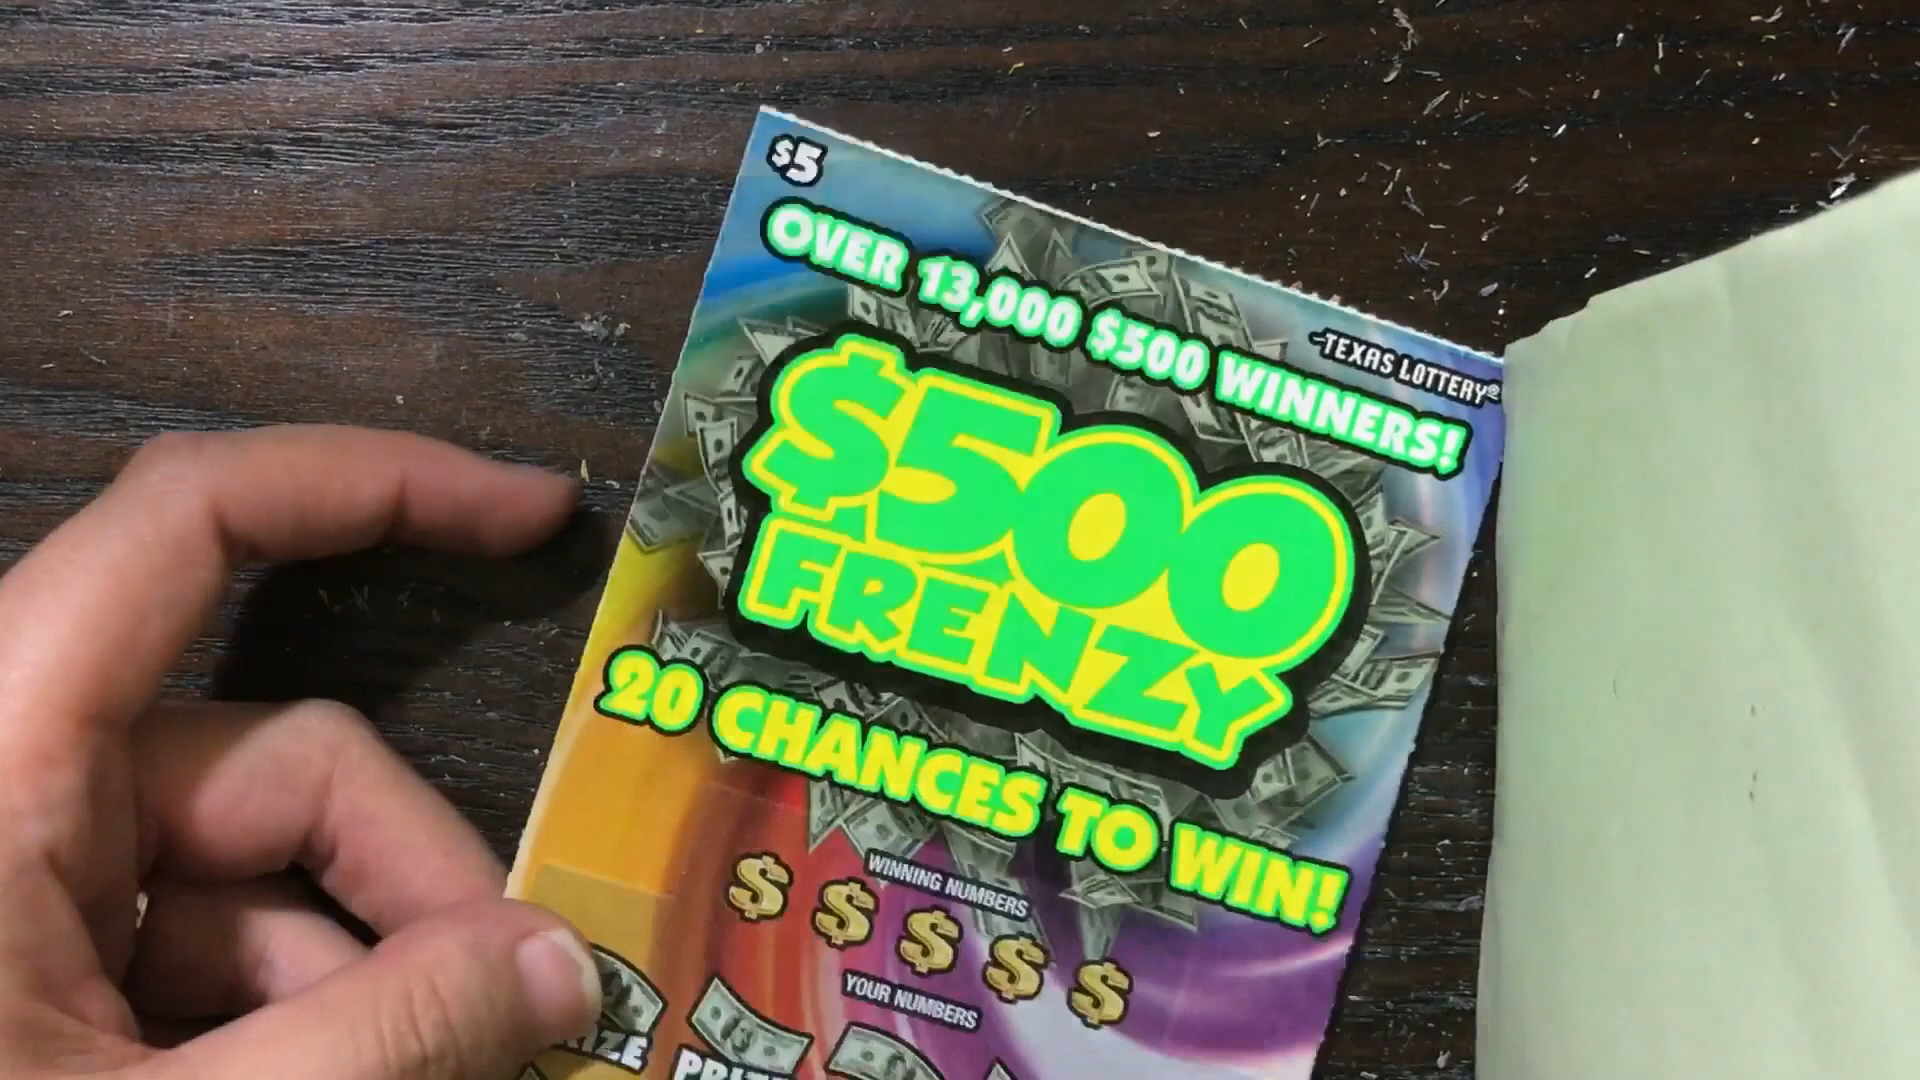 $5
OVER 13,000 $500 WINNERS!
TEXAS LOTTERY®
$500
FRENZY
20 CHANCES TO WIN!
WINNING NUMBERS
$ $ $ $ $
YOUR NUMBERS